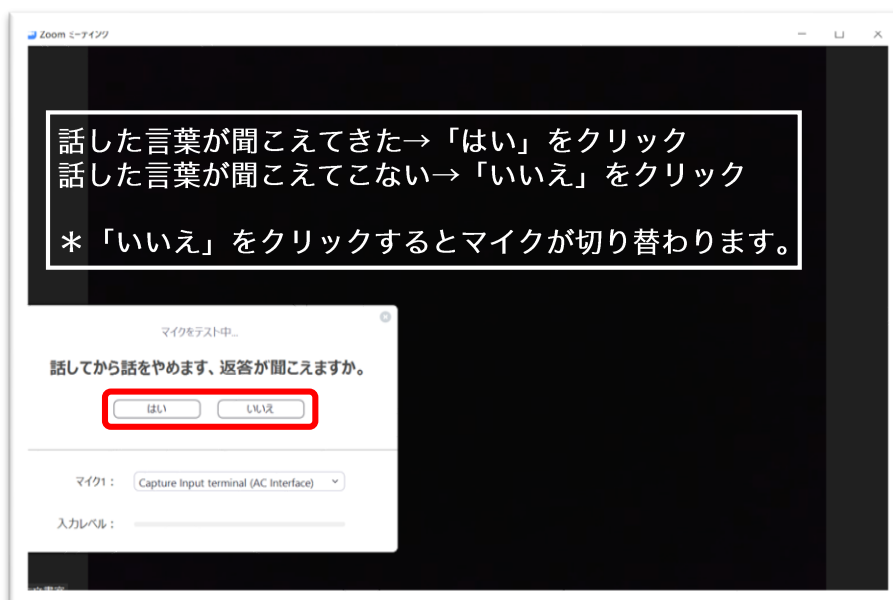 Zoom ミーティング
話した言葉が聞こえてきた→「はい」をクリック
話した言葉が聞こえてこない→「いいえ」をクリック
＊「いいえ」をクリックするとマイクが切り替わります。
マイクをテスト中...
話してから話をやめます、返答が聞こえますか。
はい
いいえ
マイク1：
Capture Input terminal (AC Interface)
入力レベル：